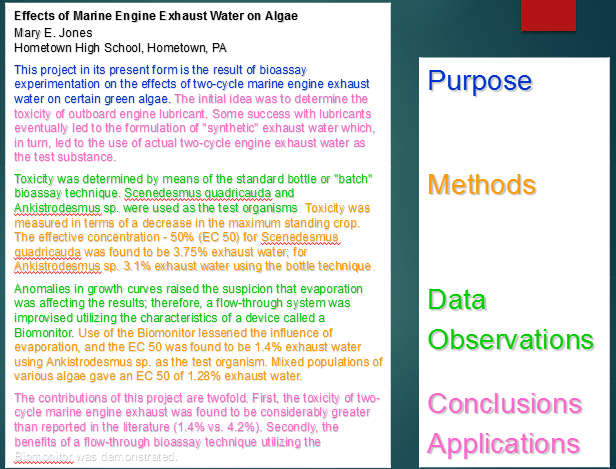 Effects of Marine Engine Exhaust Water on Algae
Mary E. Jones
Hometown High School, Hometown, PA
This project in its present form is the result of bioassay
experimentation on the effects of two-cycle marine engine exhaust
water on certain green algae. The initial idea was to determine the
toxicity of outboard engine lubricant. Some success with lubricants
eventually led to the formulation of "synthetic" exhaust water which,
in turn, led to the use of actual two-cycle engine exhaust water as
the test substance.
Toxicity was determined by means of the standard bottle or "batch"
bioassay technique. Scenedesmus quadricauda and
Ankistrodesmus sp. were used as the test organisms. Toxicity was
measured in terms of a decrease in the maximum standing crop.
The effective concentration - 50% (EC 50) for Scenedesmus
quadricauda was found to be 3.75% exhaust water; for
Ankistrodesmus sp. 3.1% exhaust water using the bottle technique.
Anomalies in growth curves raised the suspicion that evaporation
was affecting the results; therefore, a flow-through system was
improvised utilizing the characteristics of a device called a
Biomonitor. Use of the Biomonitor lessened the influence of
evaporation, and the EC 50 was found to be 1.4% exhaust water
using Ankistrodesmus sp. as the test organism. Mixed populations of
various algae gave an EC 50 of 1.28% exhaust water.
The contributions of this project are twofold. First, the toxicity of two-
cycle marine engine exhaust was found to be considerably greater
than reported in the literature (1.4% vs. 4.2%). Secondly, the
benefits of a flow-through bioassay technique utilizing the
Biomonitor was demonstrated.
Purpose
Methods
Data
Observations
Conclusions
Applications